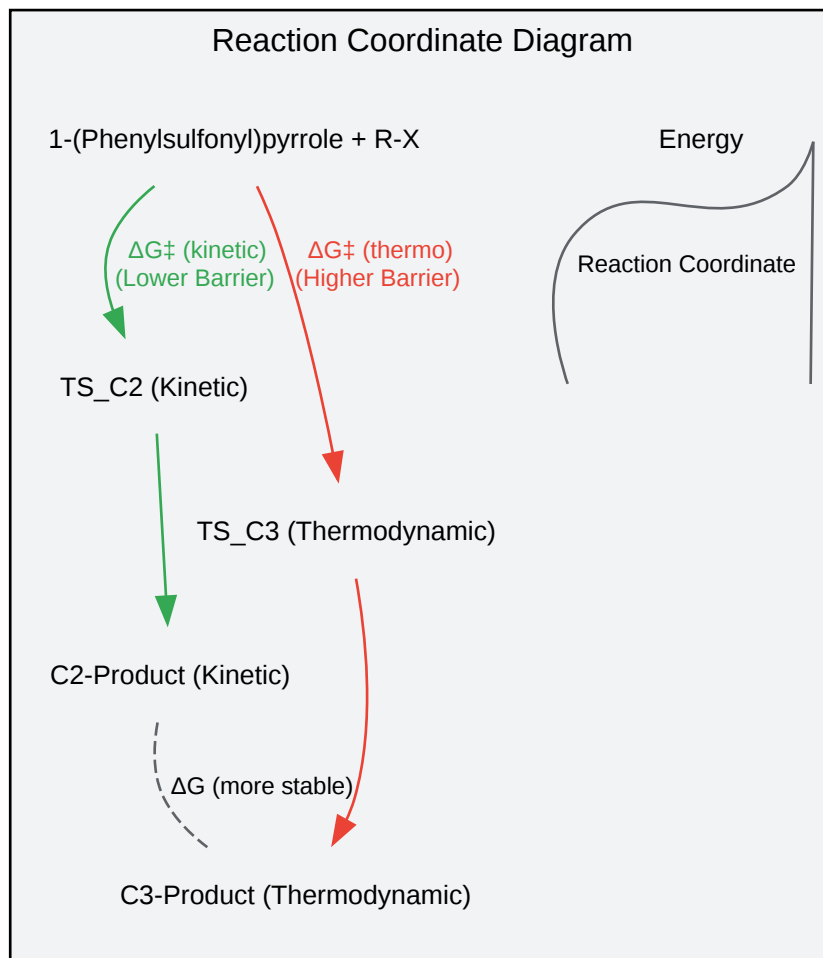 Reaction Coordinate Diagram
1-(Phenylsulfonyl)pyrrole + R-X
Energy
ΔG‡ (kinetic)
(Lower Barrier)
ΔG‡ (thermo)
(Higher Barrier)
Reaction Coordinate
TS_C2 (Kinetic)
TS_C3 (Thermodynamic)
C2-Product (Kinetic)
ΔG (more stable)
C3-Product (Thermodynamic)